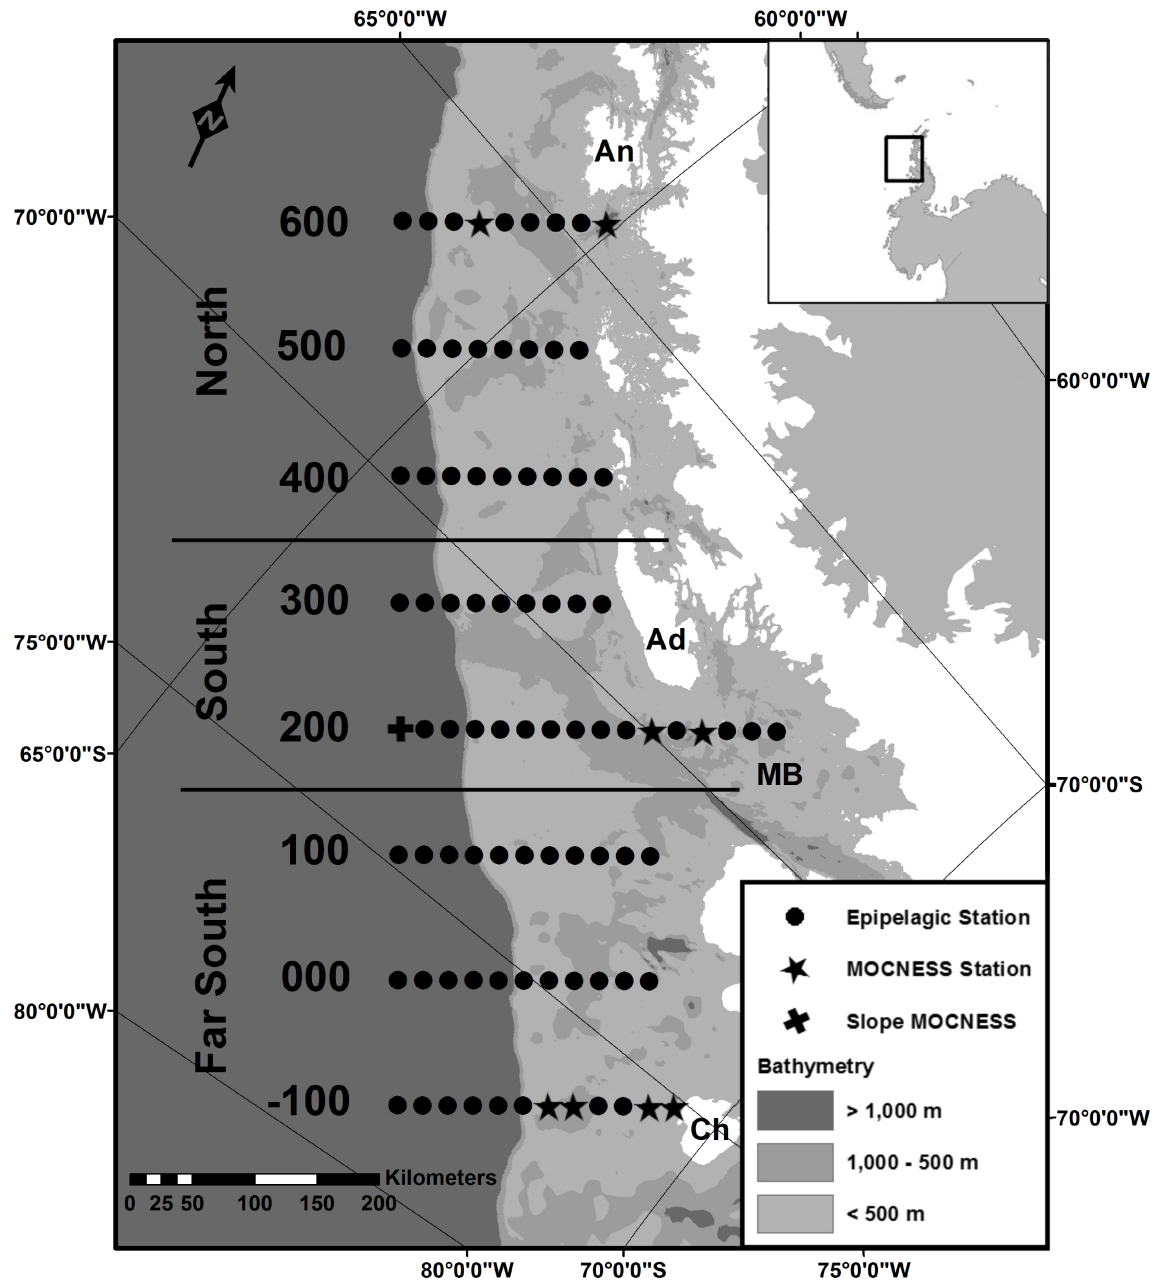 65°0'0"W
60°0'0"W
N
An
70°0'0"W
600
North
500
60°0'0"W
400
300
South
Ad
75°0'0"W
200
65°0'0"S
MB
70°0'0"S
100
Far South
000
80°0'0"W
-100
Ch
70°0'0"W
Epipelagic Station
MOCNESS Station
Slope MOCNESS
Bathymetry
> 1,000 m
1,000 - 500 m
< 500 m
Kilometers
0 25 50 100 150 200
80°0'0"W
70°0'0"S
75°0'0"W